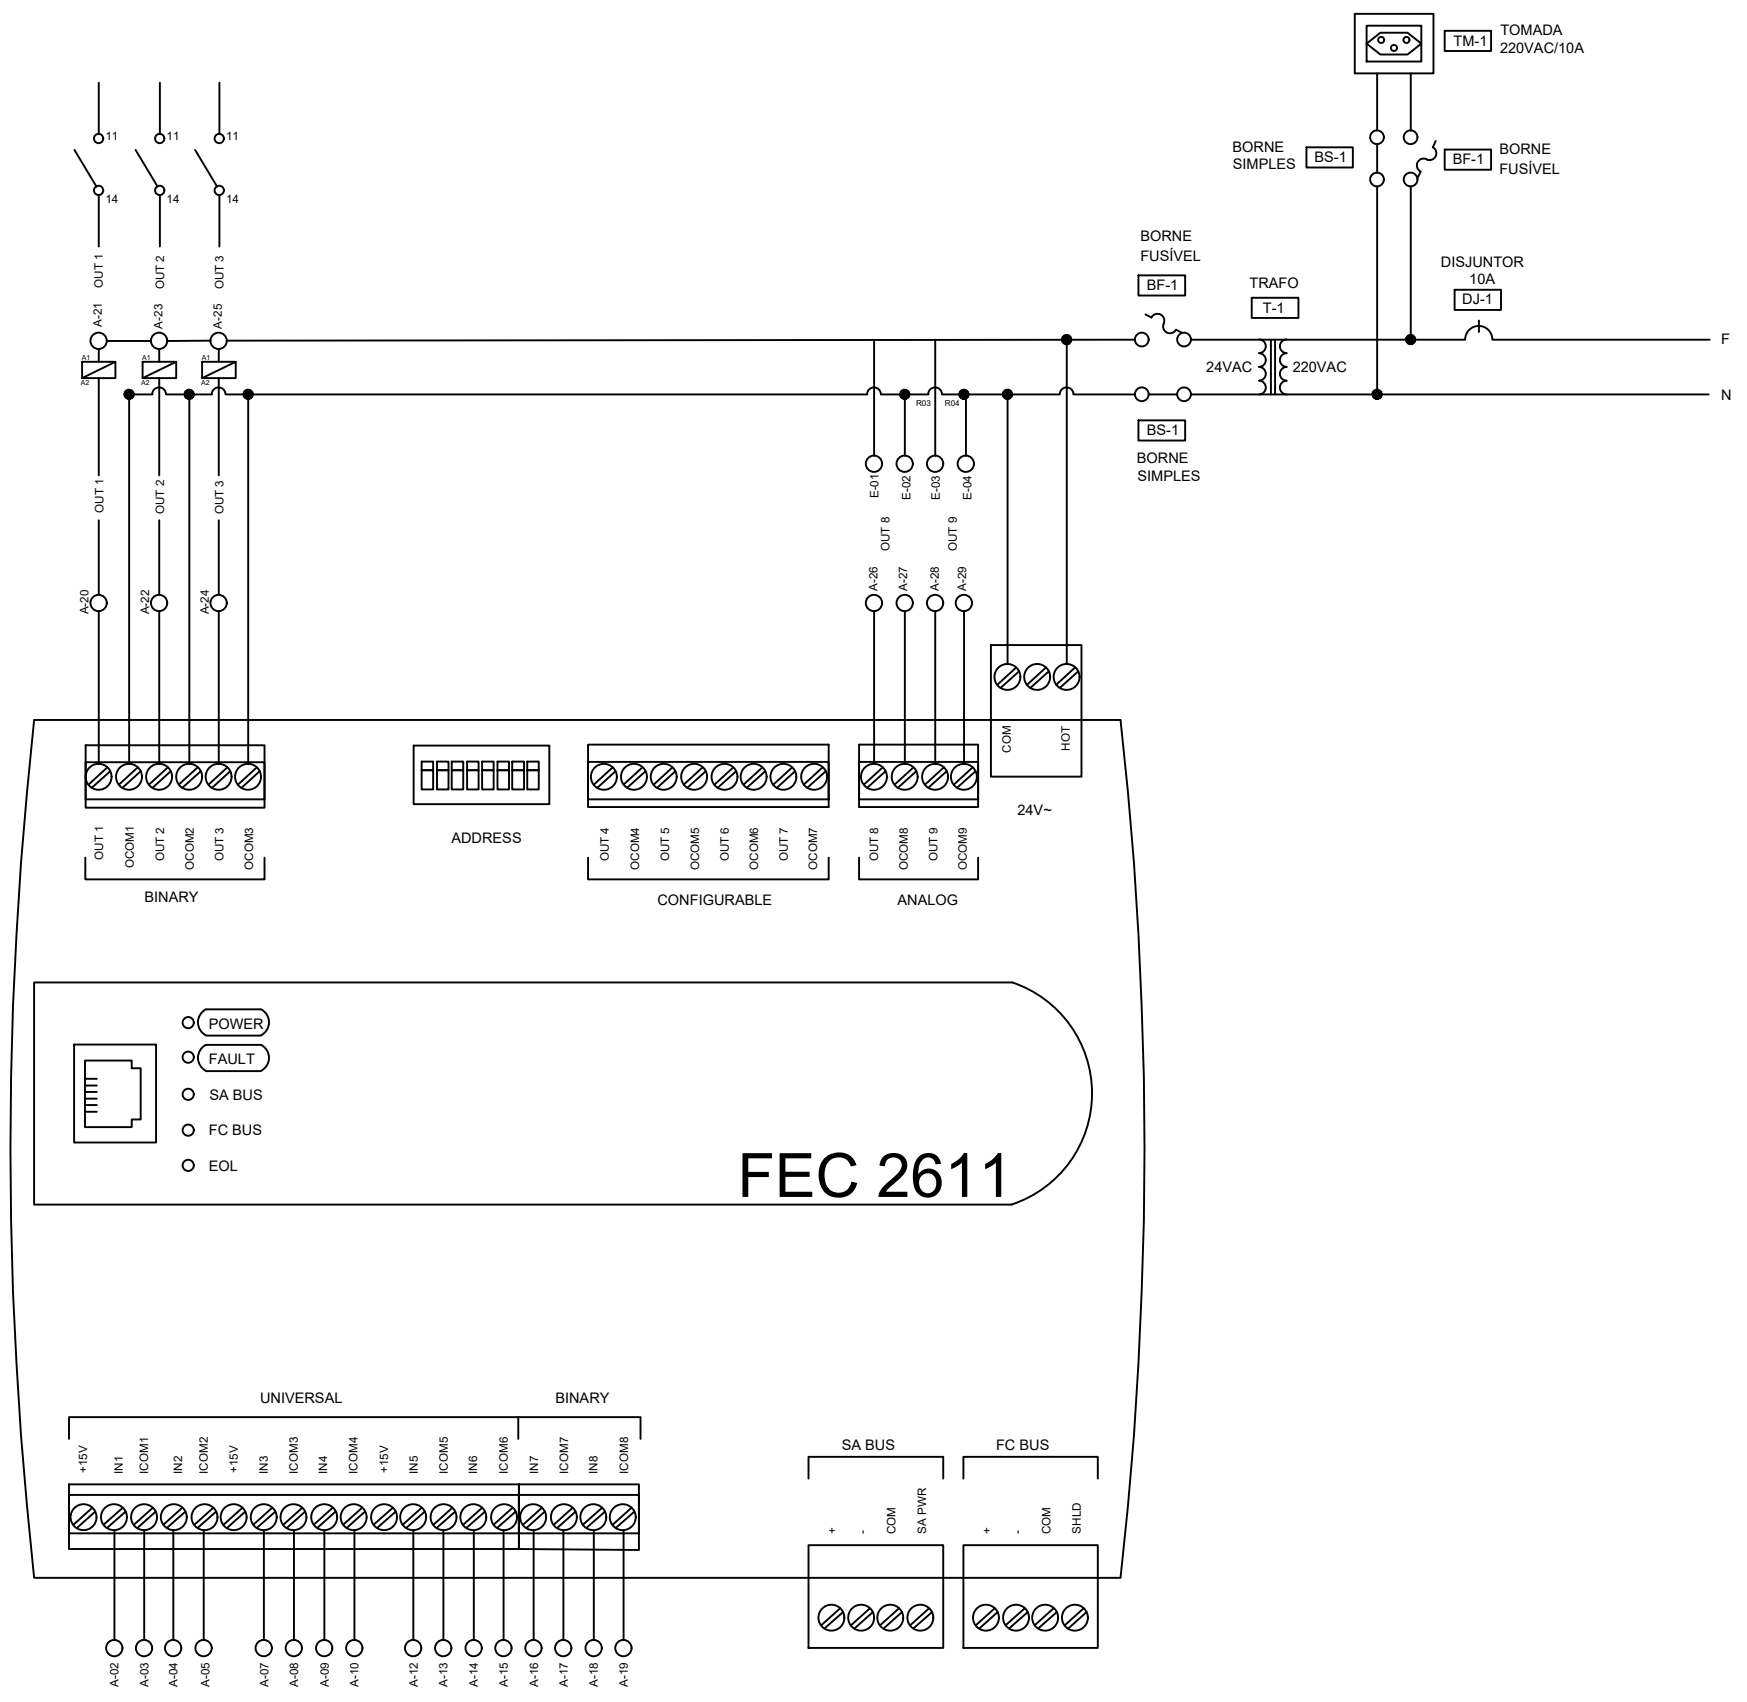 TM-1
TOMADA
220VAC/10A
11
11
11
14
14
14
BORNE
SIMPLES
BS-1
BF-1
BORNE
FUSÍVEL
OUT 1
OUT 2
OUT 3
BORNE
FUSÍVEL
BF-1
TRAFO
T-1
DISJUNTOR
10A
DJ-1
A-21
A-23
A-25
F
A1
A1
A1
A2
A2
A2
24VAC
220VAC
N
R03
R04
BS-1
BORNE
SIMPLES
OUT 1
OUT 2
OUT 3
E-01
E-02
E-03
E-04
OUT 8
OUT 9
A-20
A-22
A-24
A-26
A-27
A-28
A-29
COM
HOT
24V~
OUT 1
OCOM1
OUT 2
OCOM2
OUT 3
OCOM3
BINARY
ADDRESS
OUT 4
OCOM4
OUT 5
OCOM5
OUT 6
OCOM6
OUT 7
OCOM7
CONFIGURABLE
OUT 8
OCOM8
OUT 9
OCOM9
ANALOG
POWER
FAULT
SA BUS
FC BUS
EOL
FEC 2611
UNIVERSAL
BINARY
+15V
IN1
ICOM1
IN2
ICOM2
+15V
IN3
ICOM3
IN4
ICOM4
+15V
IN5
ICOM5
IN6
ICOM6
IN7
ICOM7
IN8
ICOM8
SA BUS
+
-
COM
SA PWR
FC BUS
+
-
COM
SHLD
A-02
A-03
A-04
A-05
A-07
A-08
A-09
A-10
A-12
A-13
A-14
A-15
A-16
A-17
A-18
A-19